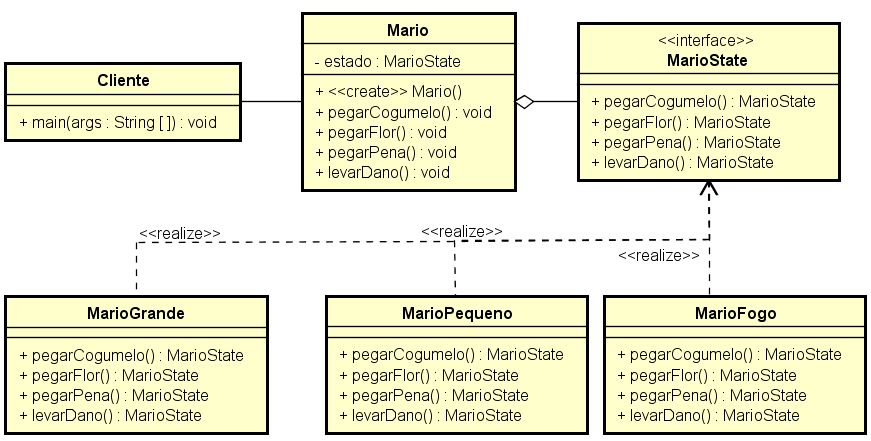 Cliente
+ main(args : String [ ]) : void
Mario
- estado : MarioState
+ <<create>> Mario()
+ pegarCogumelo() : void
+ pegarFlor() : void
+ pegarPena() : void
+ levarDano() : void
<<interface>>
MarioState
+ pegarCogumelo() : MarioState
+ pegarFlor() : MarioState
+ pegarPena() : MarioState
+ levarDano() : MarioState
<<realize>>
<<realize>>
<<realize>>
MarioGrande
+ pegarCogumelo() : MarioState
+ pegarFlor() : MarioState
+ pegarPena() : MarioState
+ levarDano() : MarioState
MarioPequeno
+ pegarCogumelo() : MarioState
+ pegarFlor() : MarioState
+ pegarPena() : MarioState
+ levarDano() : MarioState
MarioFogo
+ pegarCogumelo() : MarioState
+ pegarFlor() : MarioState
+ pegarPena() : MarioState
+ levarDano() : MarioState